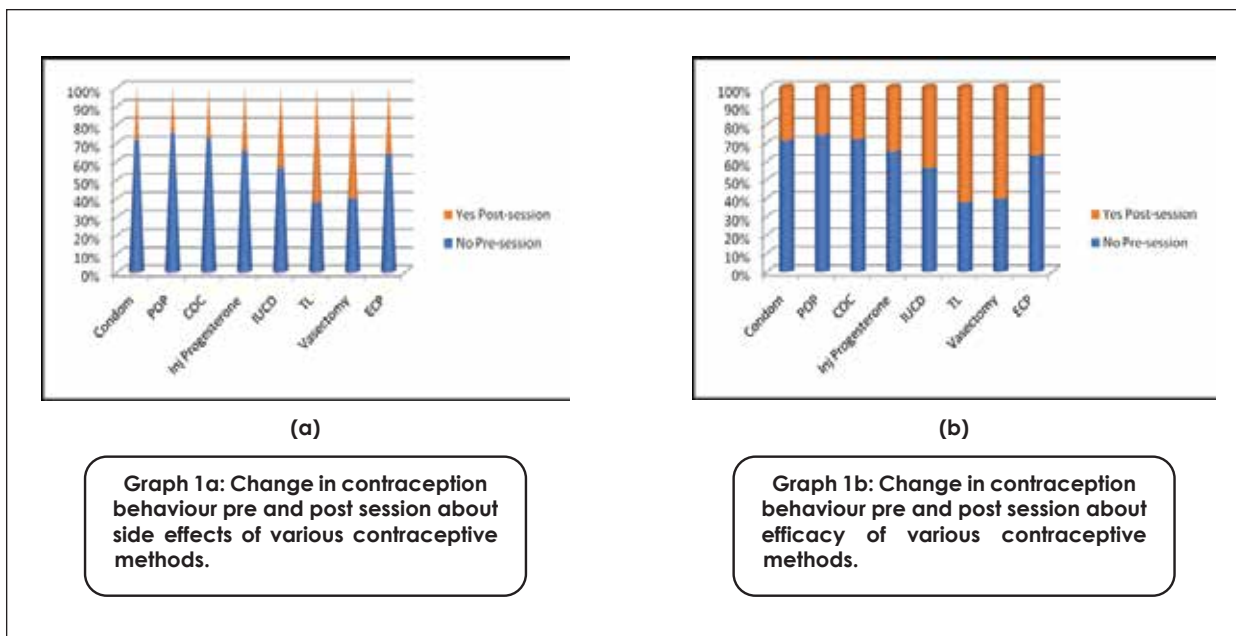 100%
90%
80%
70%
60%
50%
40%
30%
20%
10%
0%
Condom
POP
COC
Inj Progesterone
IUCD
TL
Vasectomy
ECP
Yes Post-session
No Pre-session
(a)
Graph 1a: Change in contraception
behaviour pre and post session about
side effects of various contraceptive
methods.
100%
90%
80%
70%
60%
50%
40%
30%
20%
10%
0%
Condom
POP
COC
Inj Progesterone
IUCD
TL
Vasectomy
ECP
Yes Post-session
No Pre-session
(b)
Graph 1b: Change in contraception
behaviour pre and post session about
efficacy of various contraceptive
methods.